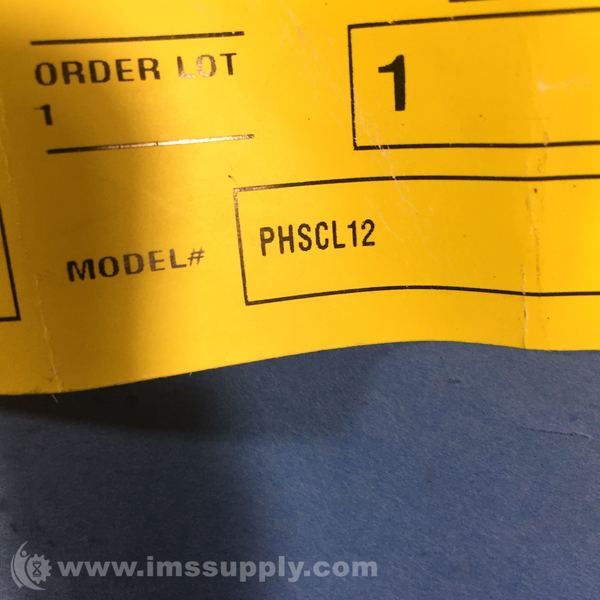 ORDER LOT
1
1
MODEL#
PHSCL12
www.imssupply.com